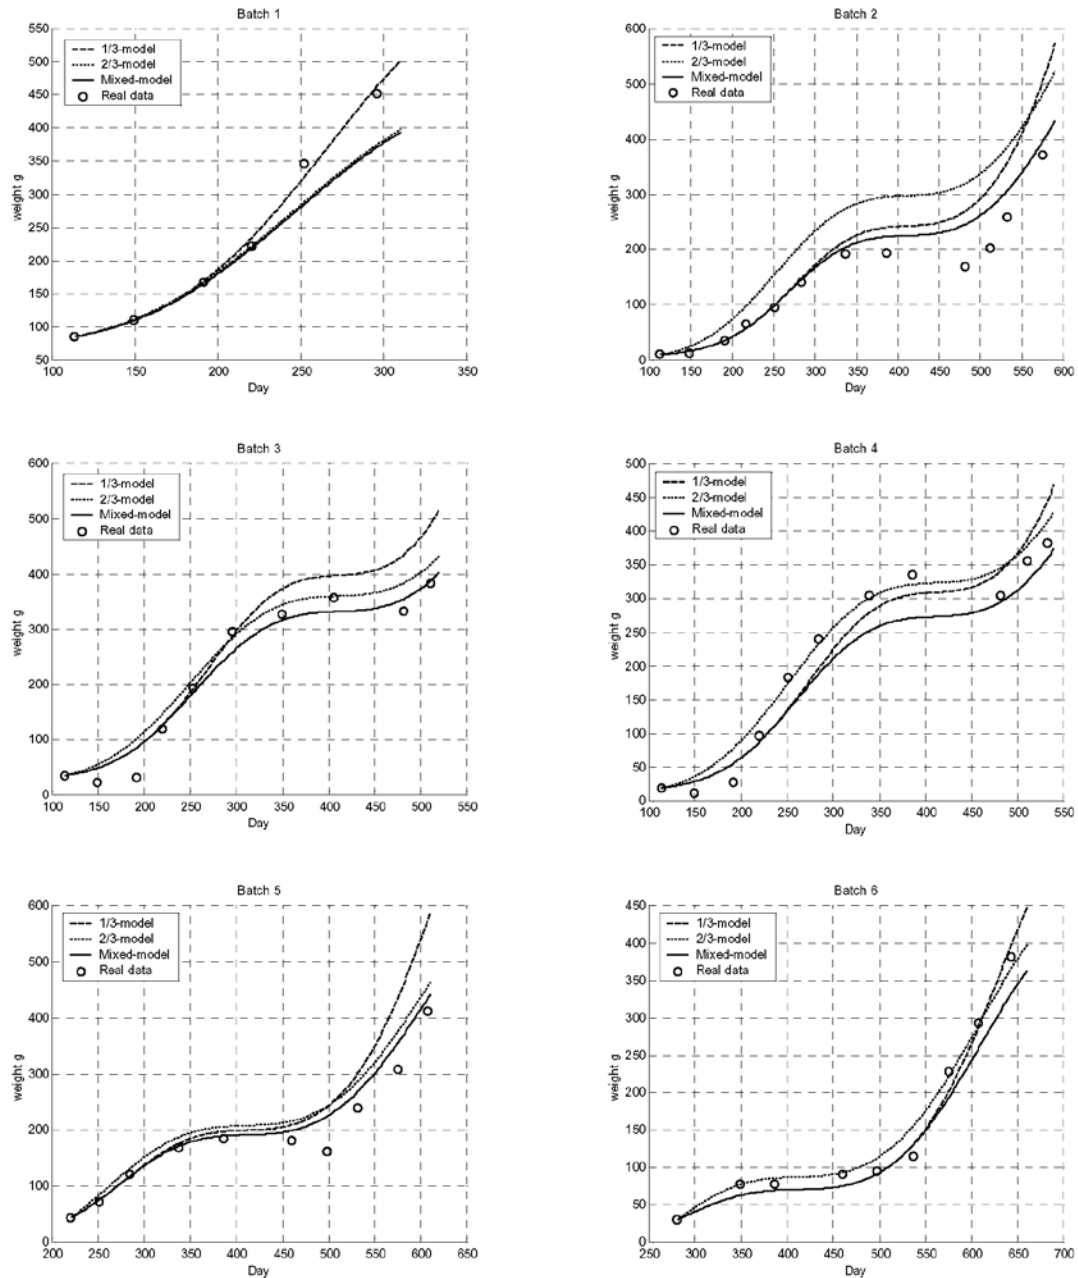 Batch 1
550
500
450
400
350
300
250
200
150
100
50
weight g
1/3-model
2/3-model
Mixed-model
Real data
100 150 200 250 300 350
Day
Batch 2
600
500
400
300
200
100
0
weight g
1/3-model
2/3-model
Mixed-model
Real data
100 150 200 250 300 350 400 450 500 550 600
Day
Batch 3
600
500
400
300
200
100
0
weight g
1/3-model
2/3-model
Mixed-model
Real data
100 150 200 250 300 350 400 450 500 550
Day
Batch 4
500
450
400
350
300
250
200
150
100
50
0
weight g
1/3-model
2/3-model
Mixed-model
Real data
100 150 200 250 300 350 400 450 500 550
Day
Batch 5
600
500
400
300
200
100
0
weight g
1/3-model
2/3-model
Mixed-model
Real data
200 250 300 350 400 450 500 550 600 650
Day
Batch 6
450
400
350
300
250
200
150
100
50
0
weight g
1/3-model
2/3-model
Mixed-model
Real data
250 300 350 400 450 500 550 600 650 700
Day